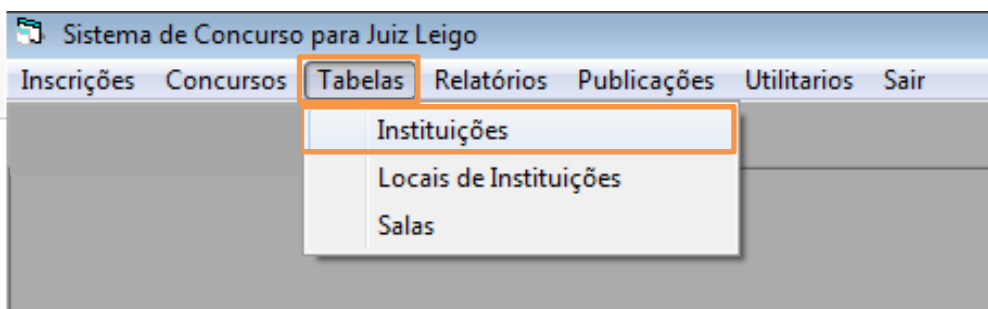 Sistema de Concurso para Juiz Leigo
Inscrições Concursos Tabelas Relatórios Publicações Utilitarios Sair
Instituições
Locais de Instituições
Salas